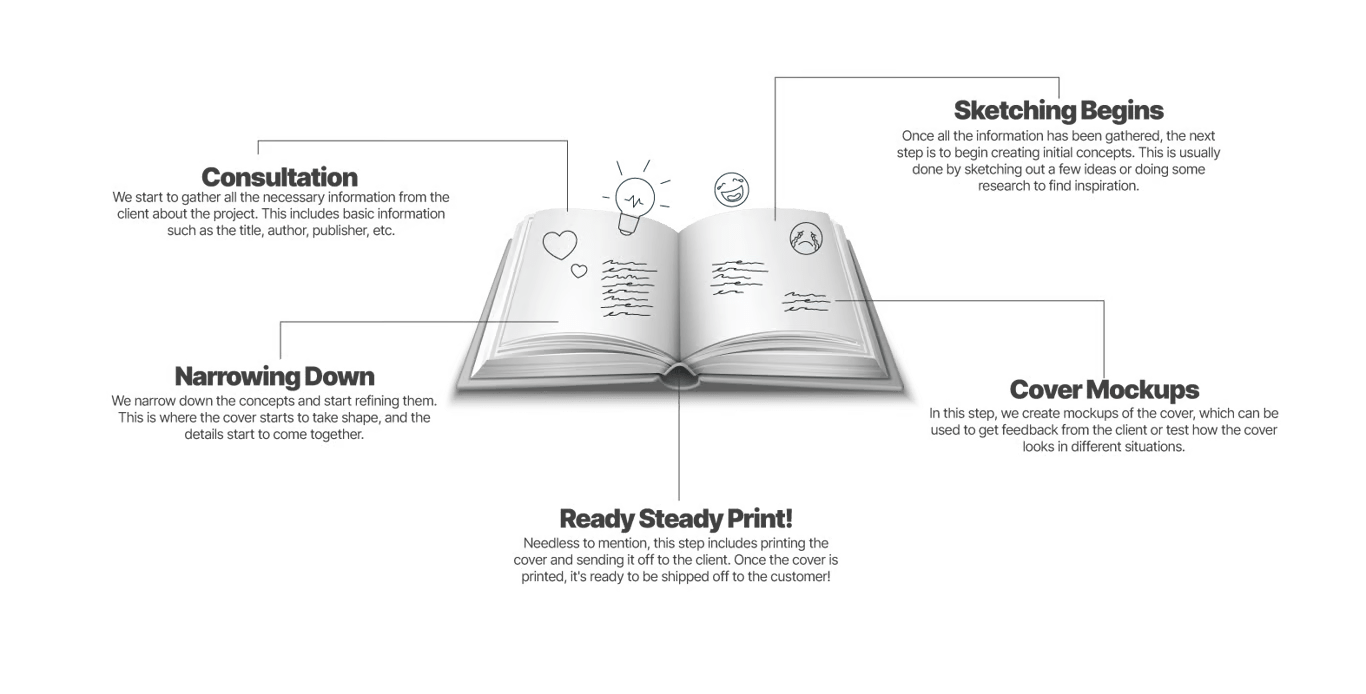 Consultation
We start to gather all the necessary information from the
client about the project. This includes basic information
such as the title, author, publisher, etc.
Sketching Begins
Once all the information has been gathered, the next
step is to begin creating initial concepts. This is usually
done by sketching out a few ideas or doing some
research to find inspiration.
Narrowing Down
We narrow down the concepts and start refining them.
This is where the cover starts to take shape, and the
details start to come together.
Cover Mockups
In this step, we create mockups of the cover, which can be
used to get feedback from the client or test how the cover
looks in different situations.
Ready Steady Print!
Needless to mention, this step includes printing the
cover and sending it off to the client. Once the cover is
printed, it's ready to be shipped off to the customer!